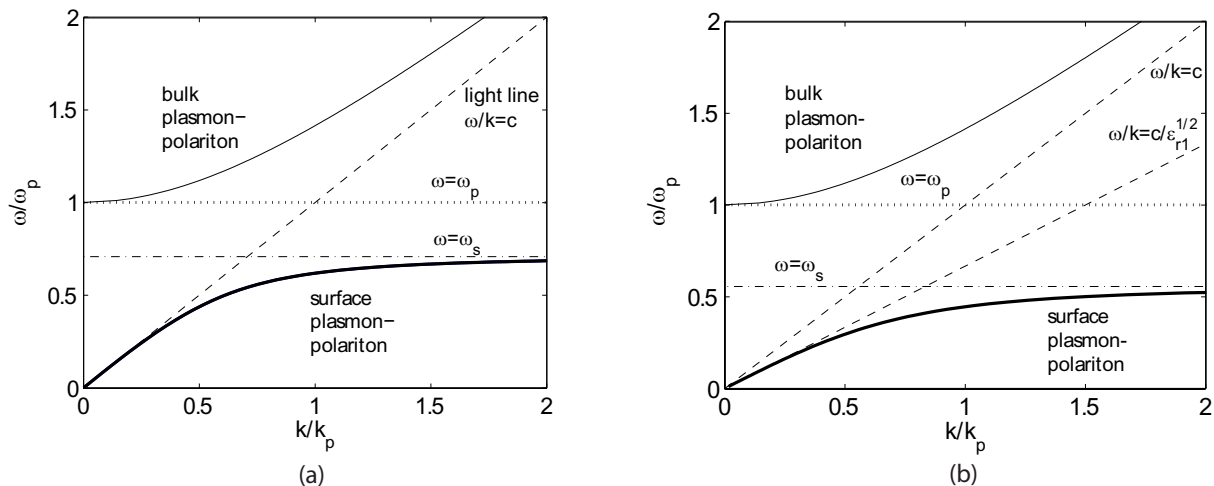 2
1.5
1
0.5
0
0
0.5
1
1.5
2
ω/ω_p
k/k_p
bulk
plasmon−
polariton
light line
ω/k=c
ω=ω_p
ω=ω_s
surface
plasmon−
polariton
(a)
2
1.5
1
0.5
0
0
0.5
1
1.5
2
ω/ω_p
k/k_p
bulk
plasmon-
polariton
ω/k=c
ω/k=c/ε_{r1}^{1/2}
ω=ω_p
ω=ω_s
surface
plasmon-
polariton
(b)